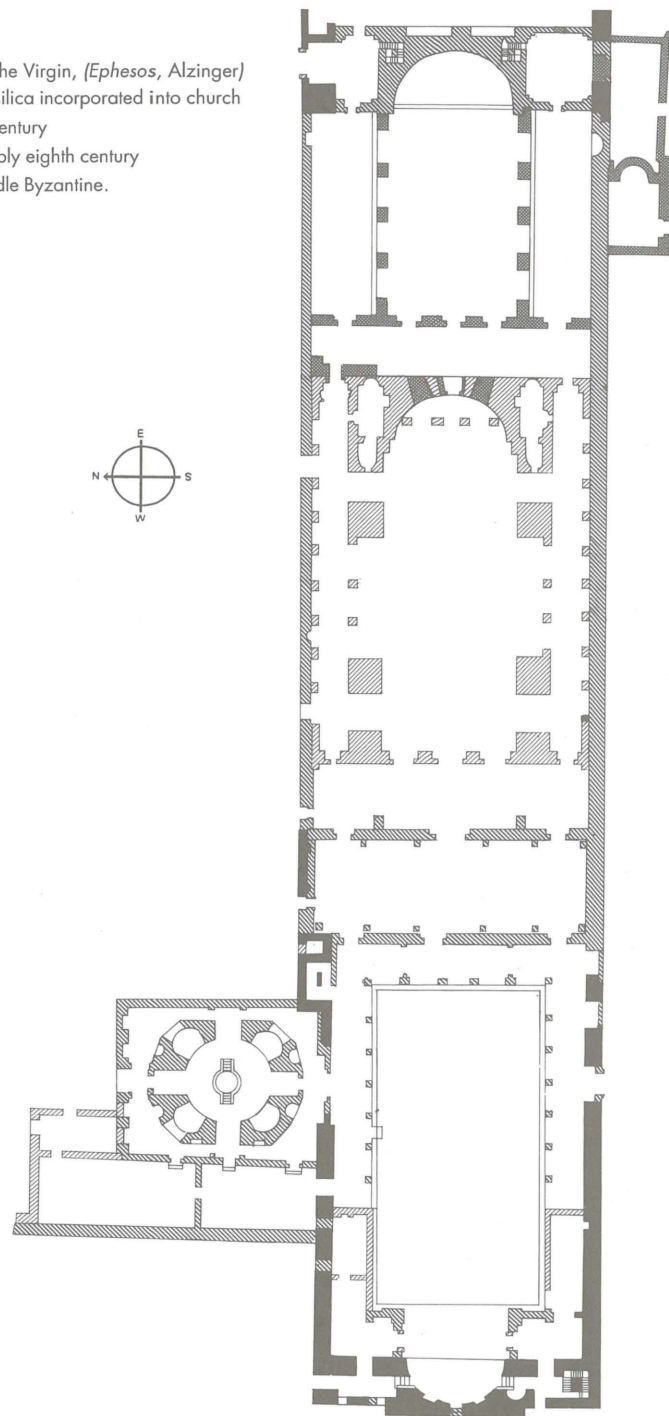 he Virgin, (Ephesos, Alzinger)
silica incorporated into church
entury
bly eighth century
dle Byzantine.
E
N S
W